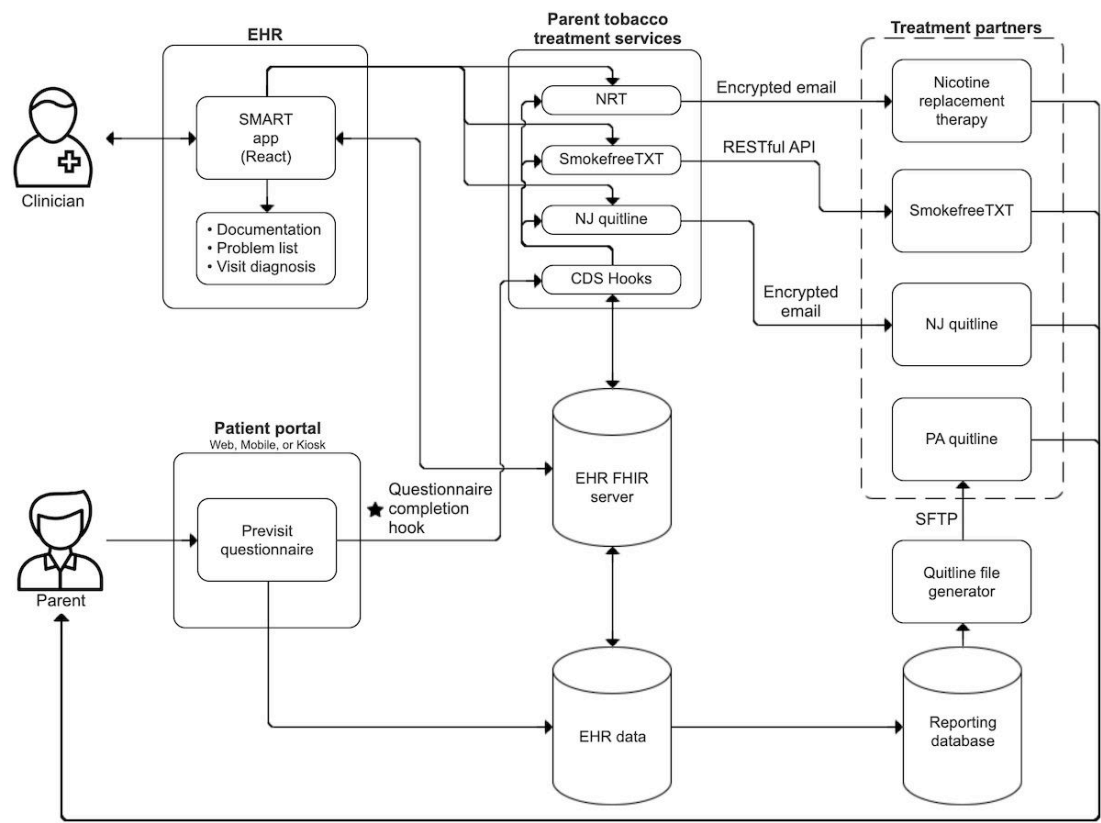 EHR
Parent tobacco
treatment services
Treatment partners
SMART
app
(React)
• Documentation
• Problem list
• Visit diagnosis
Clinician
NRT
SmokefreeTXT
NJ quitline
CDS Hooks
Encrypted email
RESTful API
Encrypted
email
Nicotine
replacement
therapy
SmokefreeTXT
NJ quitline
PA quitline
Patient portal
Web, Mobile, or Kiosk
Previsit
questionnaire
Parent
★ Questionnaire
completion
hook
EHR FHIR
server
SFTP
Quitline file
generator
EHR data
Reporting
database